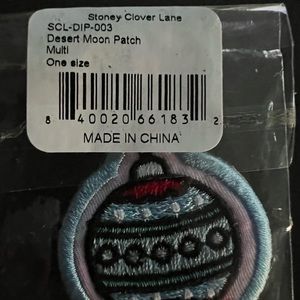 Stoney Clover Lane
SCL-DIP-003
Desert Moon Patch
Multi
One size
8 40020 66183 2
MADE IN CHINA